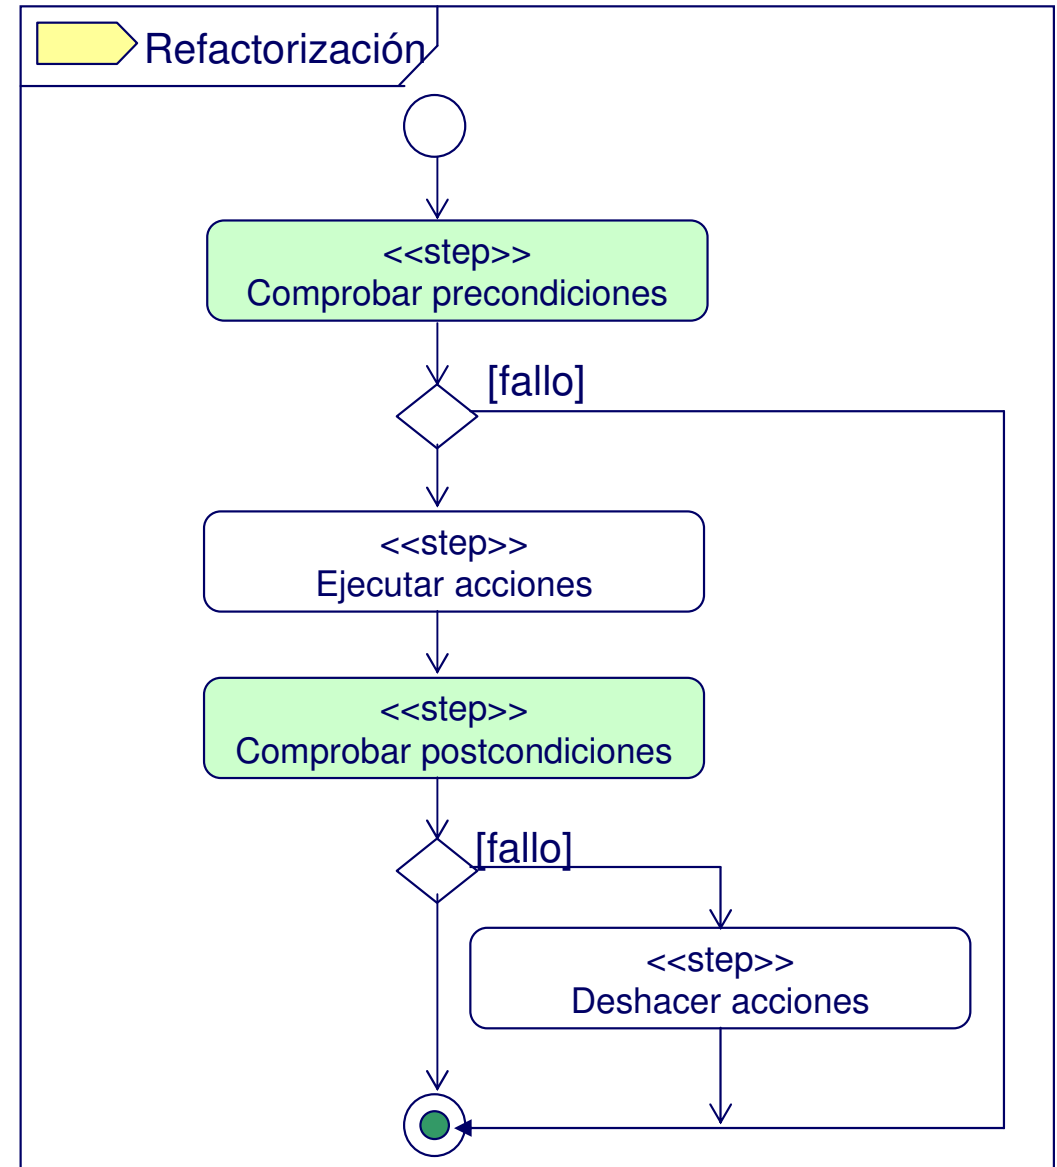 Refactorización
<<step>>
Comprobar precondiciones
[fallo]
<<step>>
Ejecutar acciones
<<step>>
Comprobar postcondiciones
[fallo]
<<step>>
Deshacer acciones